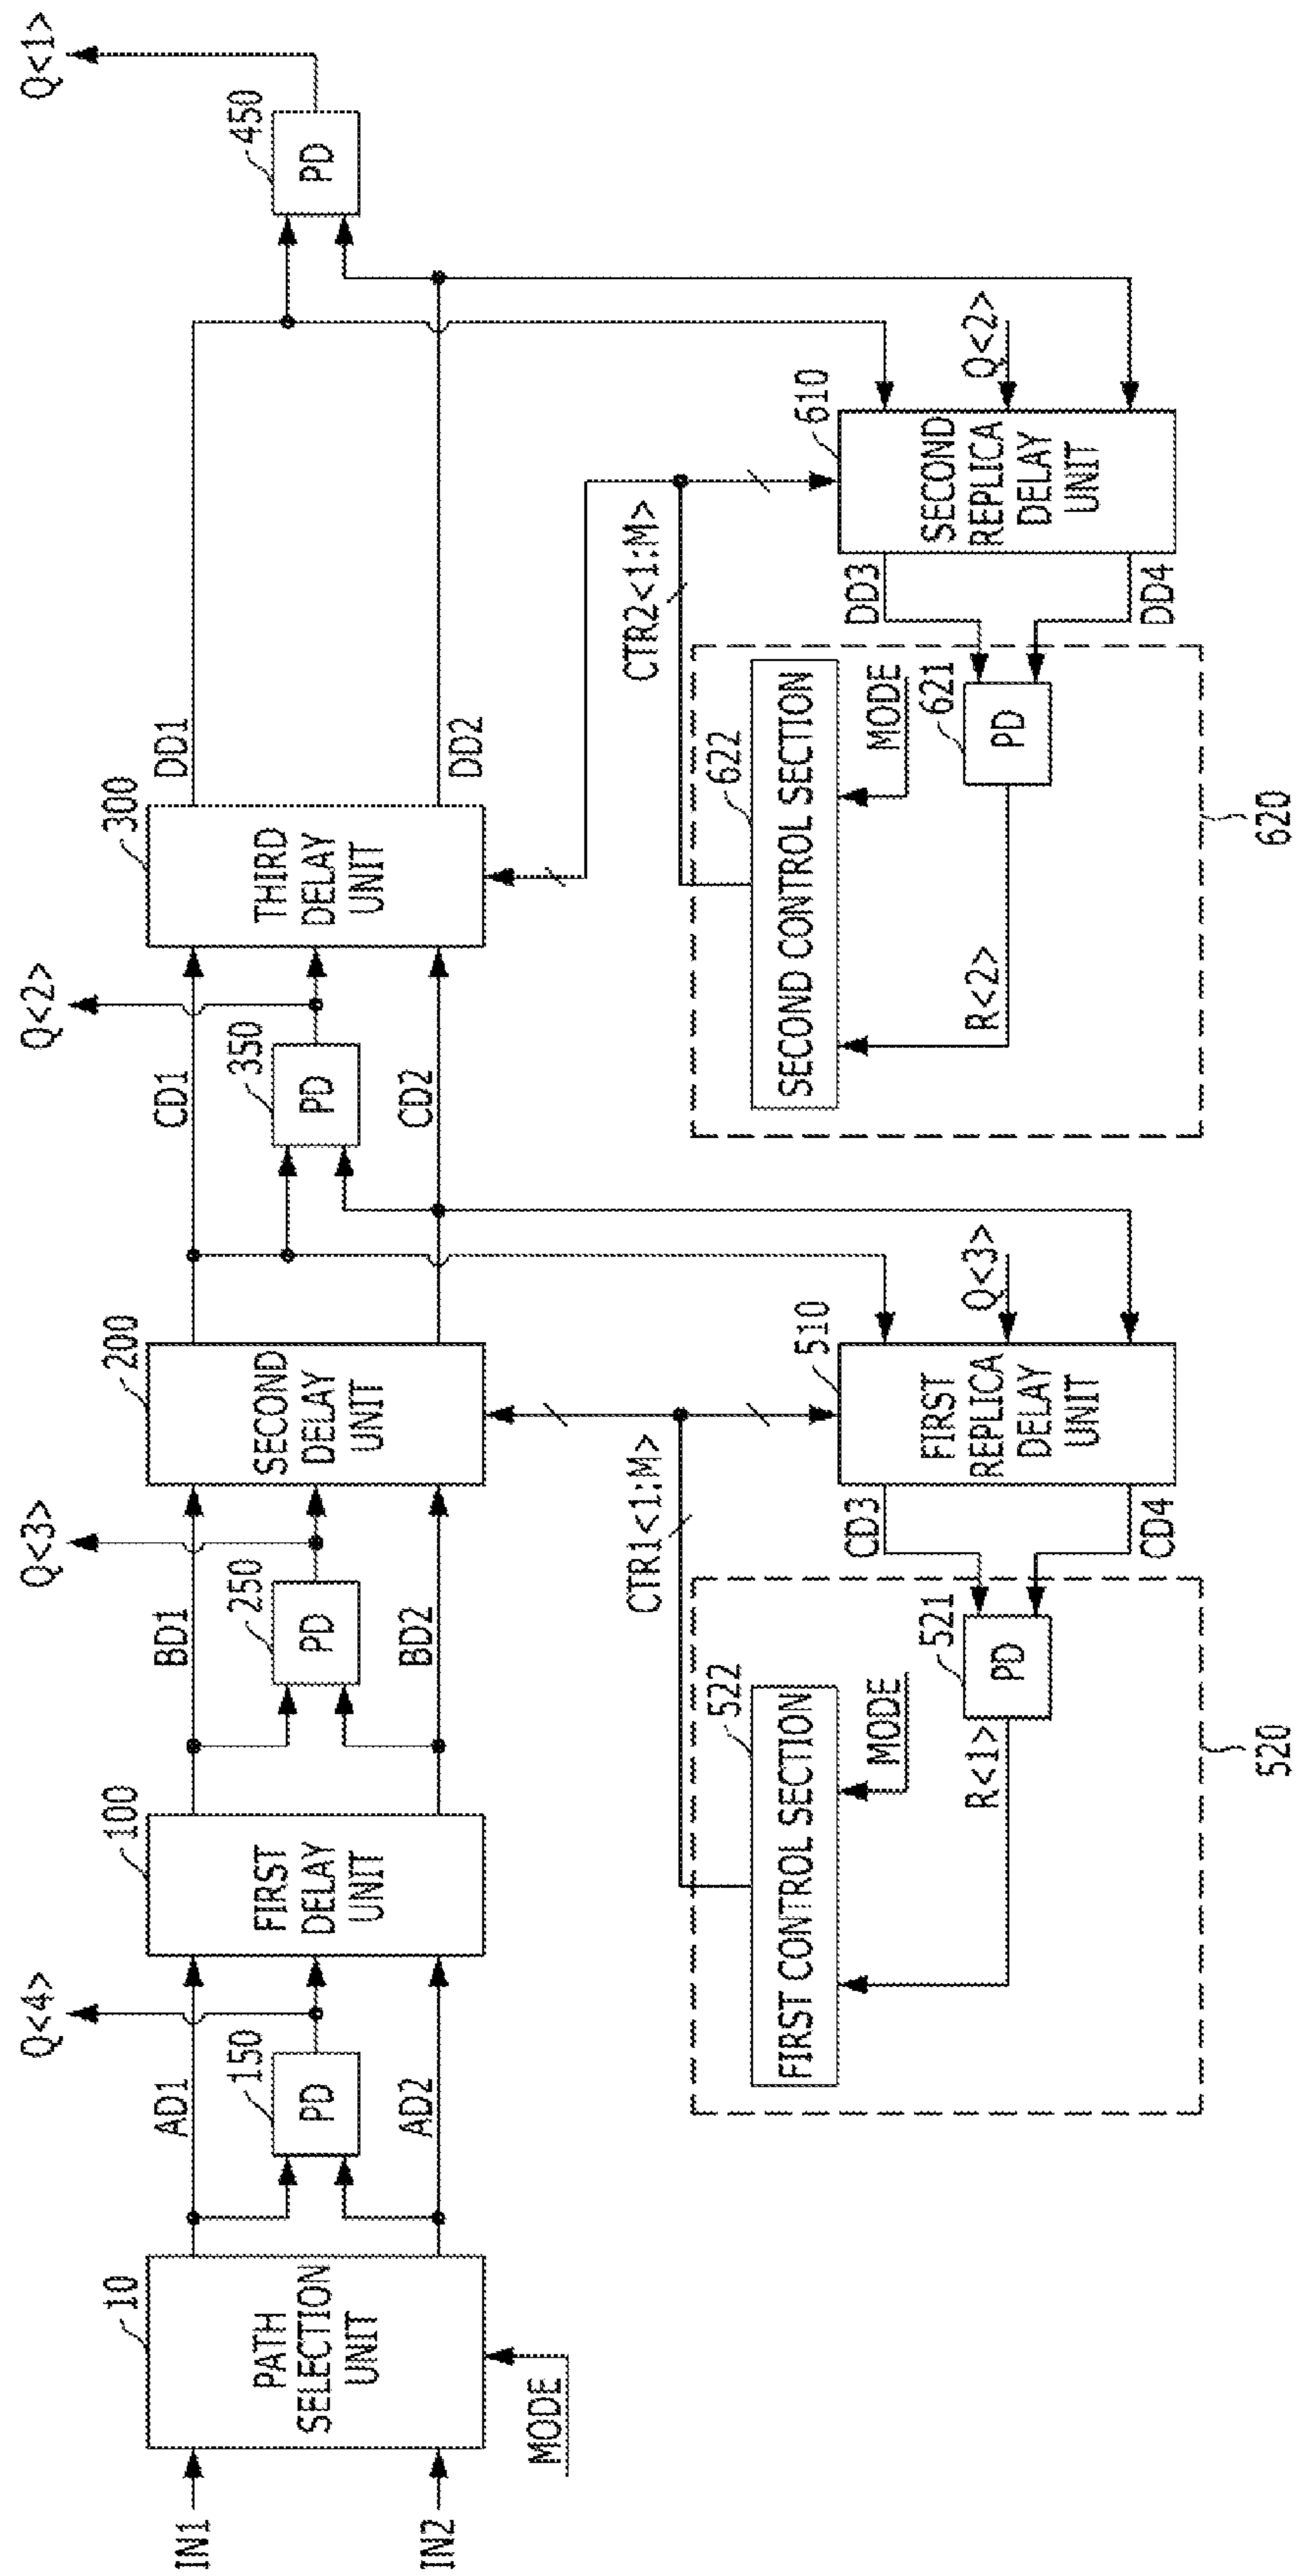 Q<4>
Q<3>
Q<2>
Q<1>
10
100
200
300
IN1
IN2
PATH
SELECTION
UNIT
MODE
AD1
150
PD
AD2
FIRST
DELAY
UNIT
BD1
250
PD
BD2
SECOND
DELAY
UNIT
CD1
350
PD
CD2
THIRD
DELAY
UNIT
DD1
DD2
450
PD
CTR1<1:M>
CTR2<1:M>
522
FIRST CONTROL SECTION
MODE
R<1>
521
PD
CD3
CD4
510
FIRST
REPLICA
DELAY
UNIT
Q<3>
520
622
SECOND CONTROL SECTION
MODE
R<2>
621
PD
DD3
DD4
610
SECOND
REPLICA
DELAY
UNIT
Q<2>
620